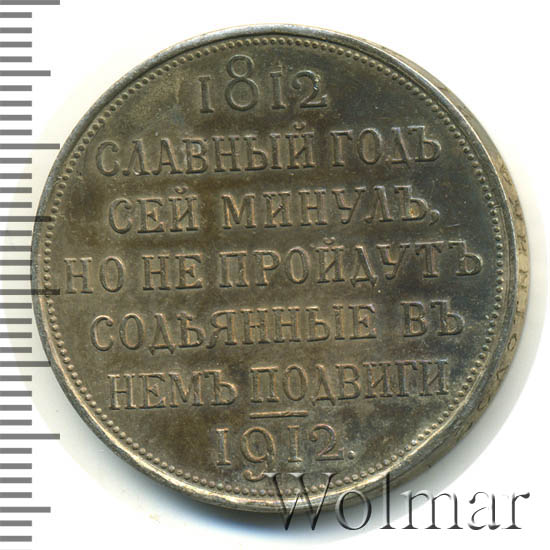 1812
СЛАВНЫЙ ГОДЪ
СЕЙ МИНУЛЪ,
НО НЕ ПРОЙДУТЪ
СОДѢЯННЫЕ ВЪ
НЕМЪ ПОДВИГИ
1912.
Wolmar